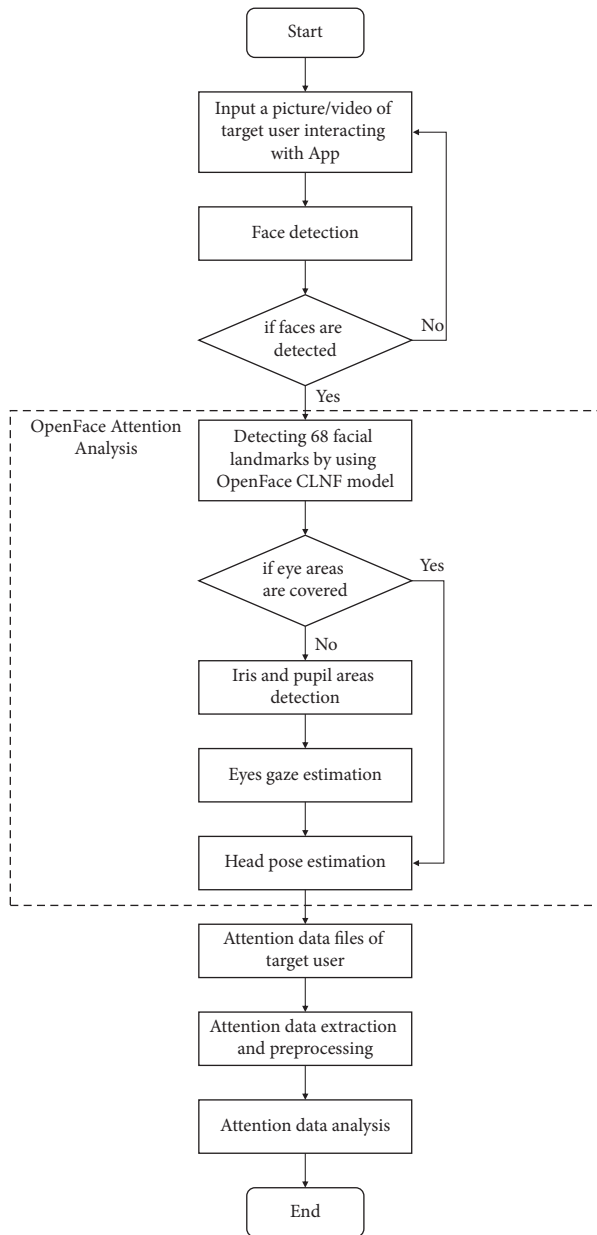 Start
Input a picture/video of
target user interacting
with App
Face detection
if faces are
detected
No
Yes
OpenFace Attention
Analysis
Detecting 68 facial
landmarks by using
OpenFace CLNF model
if eye areas
are covered
Yes
No
Iris and pupil areas
detection
Eyes gaze estimation
Head pose estimation
Attention data files of
target user
Attention data extraction
and preprocessing
Attention data analysis
End